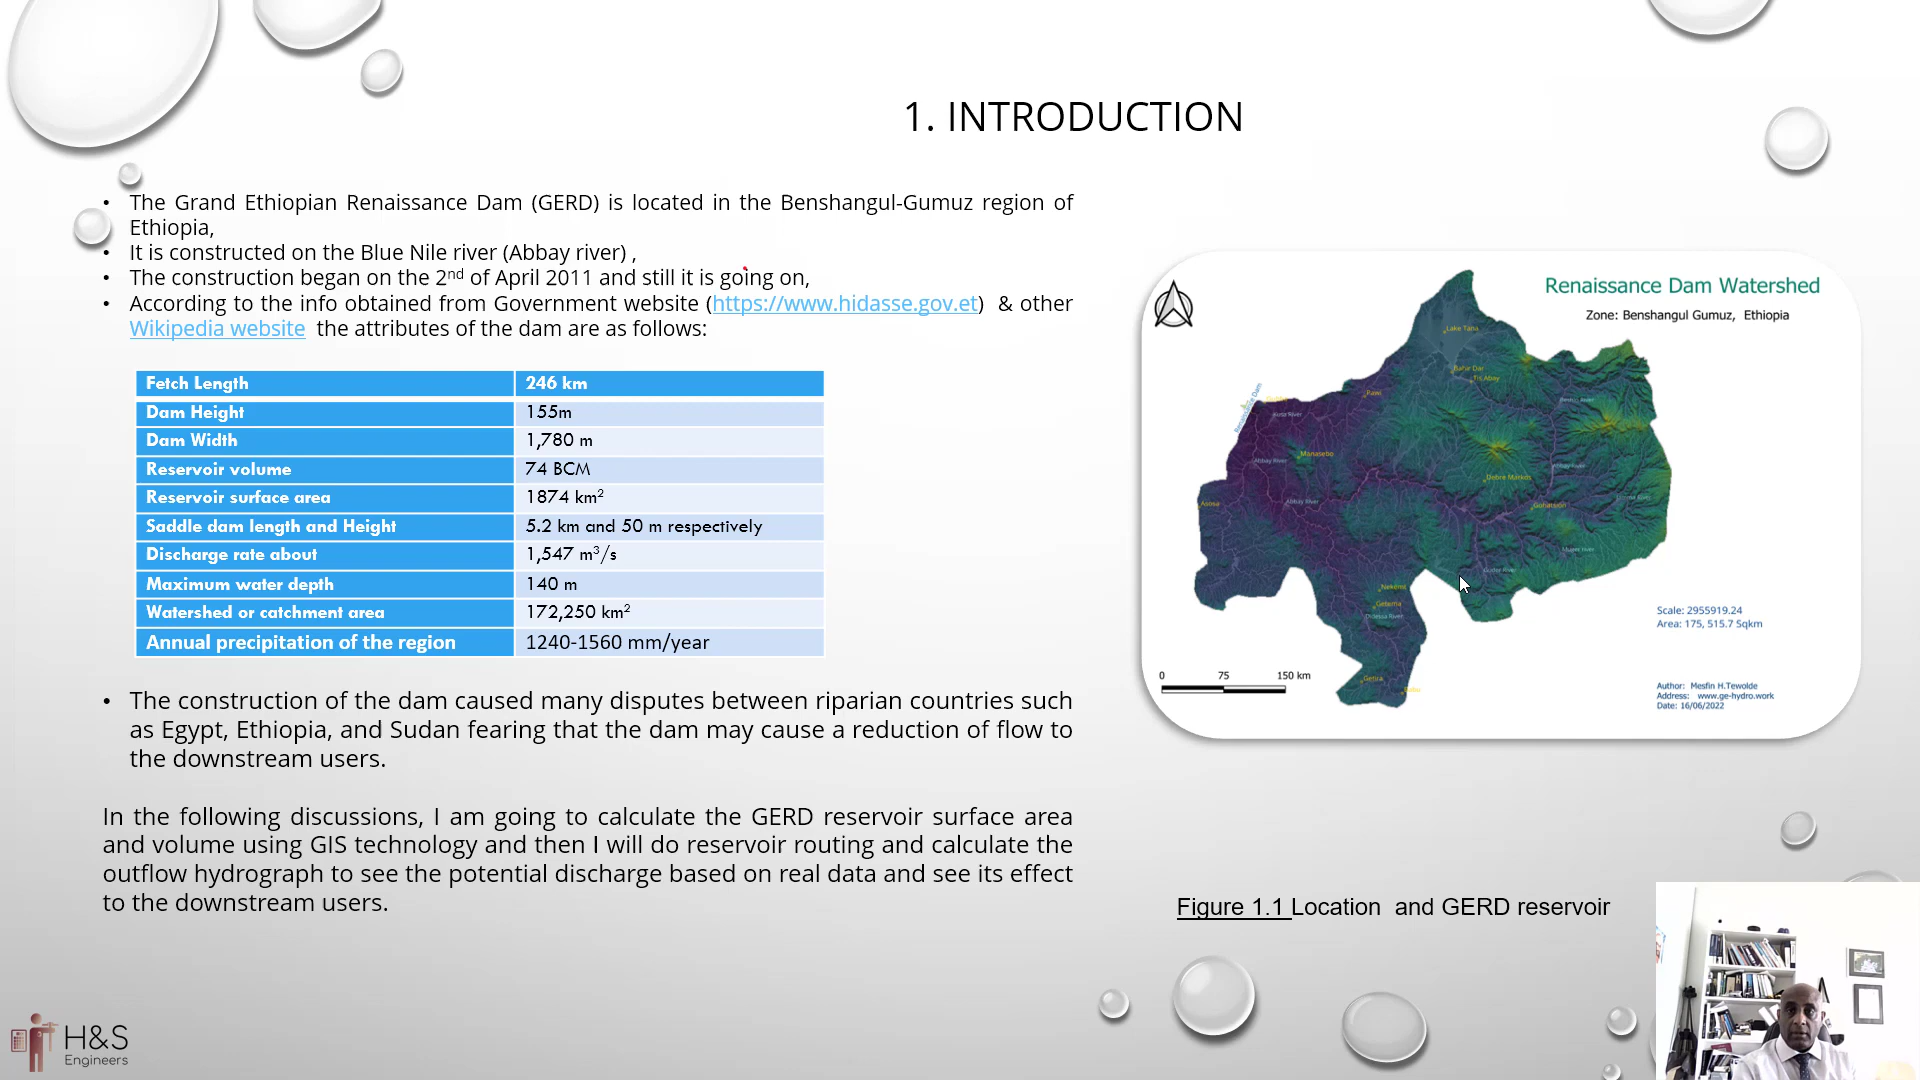 1. INTRODUCTION
• The Grand Ethiopian Renaissance Dam (GERD) is located in the Benshangul-Gumuz region of
Ethiopia,
• It is constructed on the Blue Nile river (Abbay river) ,
• The construction began on the 2nd of April 2011 and still it is going on,
• According to the info obtained from Government website (https://www.hidasse.gov.et) & other
Wikipedia website the attributes of the dam are as follows:
Fetch Length 246 km
Dam Height 155m
Dam Width 1,780 m
Reservoir volume 74 BCM
Reservoir surface area 1874 km²
Saddle dam length and Height 5.2 km and 50 m respectively
Discharge rate about 1,547 m³/s
Maximum water depth 140 m
Watershed or catchment area 172,250 km²
Annual precipitation of the region 1240-1560 mm/year
• The construction of the dam caused many disputes between riparian countries such
as Egypt, Ethiopia, and Sudan fearing that the dam may cause a reduction of flow to
the downstream users.
In the following discussions, I am going to calculate the GERD reservoir surface area
and volume using GIS technology and then I will do reservoir routing and calculate the
outflow hydrograph to see the potential discharge based on real data and see its effect
to the downstream users.
Renaissance Dam Watershed
Zone: Benshangul Gumuz, Ethiopia
Lake Tana
Bahir Dar
Tis Abay
Pawi
Renaissance Dam
Abbay River
Manasebo
Abbay River
Abbay River
Debre Markos
Gohatsion
Asosa
Muger river
Guder River
Nekemte
Didessa River
Scale: 2955919.24
Area: 175, 515.7 Sqkm
0 75 150 km
Author: Mesfin H.Tewolde
Address: www.ge-hydro.work
Date: 16/06/2022
Figure 1.1 Location and GERD reservoir
H&S
Engineers